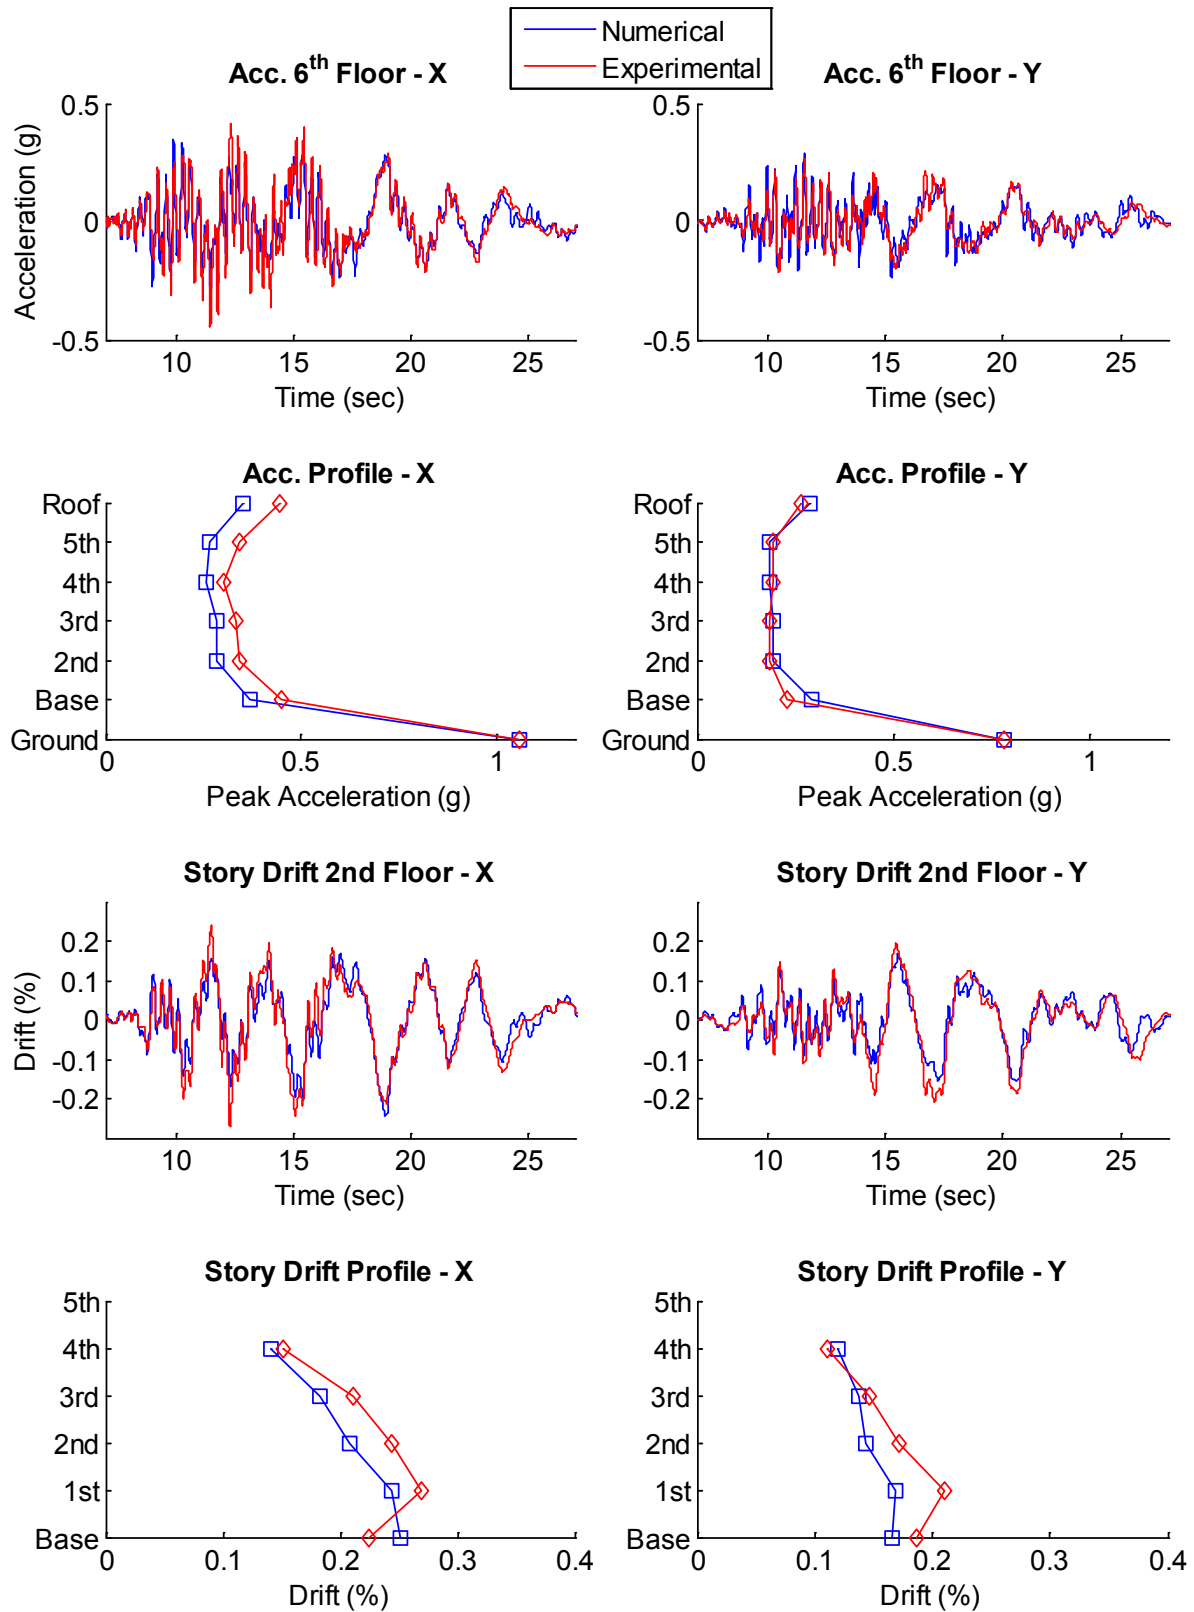 Numerical
Experimental
Acc. 6th Floor - X
Acc. 6th Floor - Y
Acceleration (g)
0.5
0
-0.5
10 15 20 25
Time (sec)
0.5
0
-0.5
10 15 20 25
Time (sec)
Acc. Profile - X
Roof
5th
4th
3rd
2nd
Base
Ground
0 0.5 1
Peak Acceleration (g)
Acc. Profile - Y
Roof
5th
4th
3rd
2nd
Base
Ground
0 0.5 1
Peak Acceleration (g)
Story Drift 2nd Floor - X
Drift (%)
0.2
0.1
0
-0.1
-0.2
10 15 20 25
Time (sec)
Story Drift 2nd Floor - Y
0.2
0.1
0
-0.1
-0.2
10 15 20 25
Time (sec)
Story Drift Profile - X
5th
4th
3rd
2nd
1st
Base
0 0.1 0.2 0.3 0.4
Drift (%)
Story Drift Profile - Y
5th
4th
3rd
2nd
1st
Base
0 0.1 0.2 0.3 0.4
Drift (%)